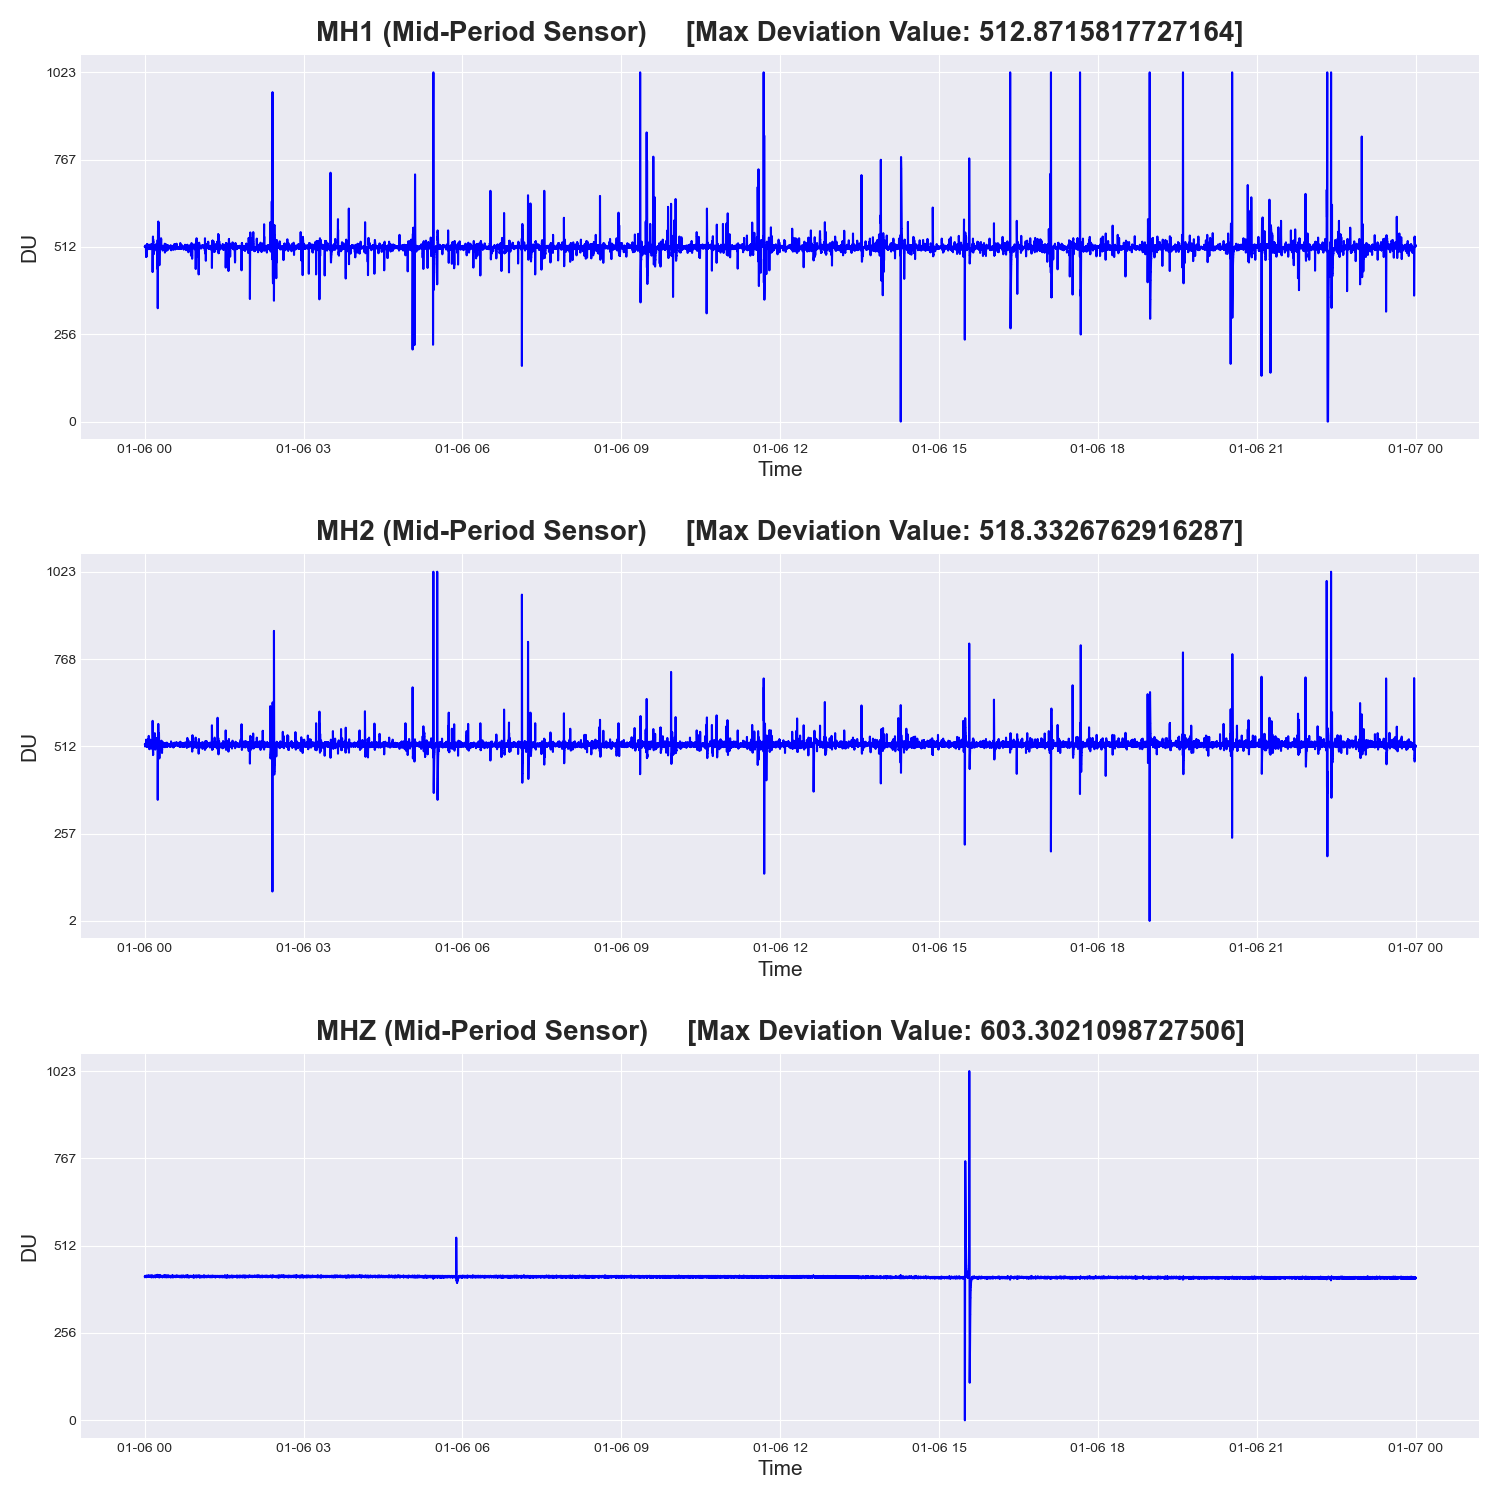 MH1 (Mid-Period Sensor) [Max Deviation Value: 512.8715817727164]
1023
767
512
256
0
DU
01-06 00 01-06 03 01-06 06 01-06 09 01-06 12 01-06 15 01-06 18 01-06 21 01-07 00
Time
MH2 (Mid-Period Sensor) [Max Deviation Value: 518.3326762916287]
1023
768
512
257
2
DU
01-06 00 01-06 03 01-06 06 01-06 09 01-06 12 01-06 15 01-06 18 01-06 21 01-07 00
Time
MHZ (Mid-Period Sensor) [Max Deviation Value: 603.3021098727506]
1023
767
512
256
0
DU
01-06 00 01-06 03 01-06 06 01-06 09 01-06 12 01-06 15 01-06 18 01-06 21 01-07 00
Time